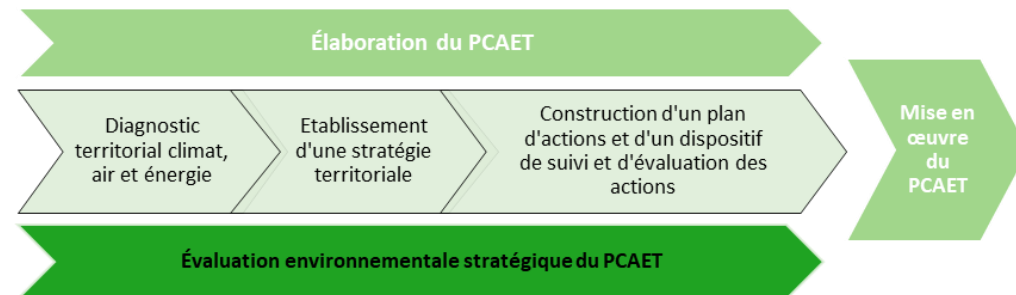 Élaboration du PCAET
Diagnostic
territorial climat,
air et énergie
Etablissement
d'une stratégie
territoriale
Construction d'un plan
d'actions et d'un dispositif
de suivi et d'évaluation des
actions
Mise en
œuvre
du
PCAET
Évaluation environnementale stratégique du PCAET